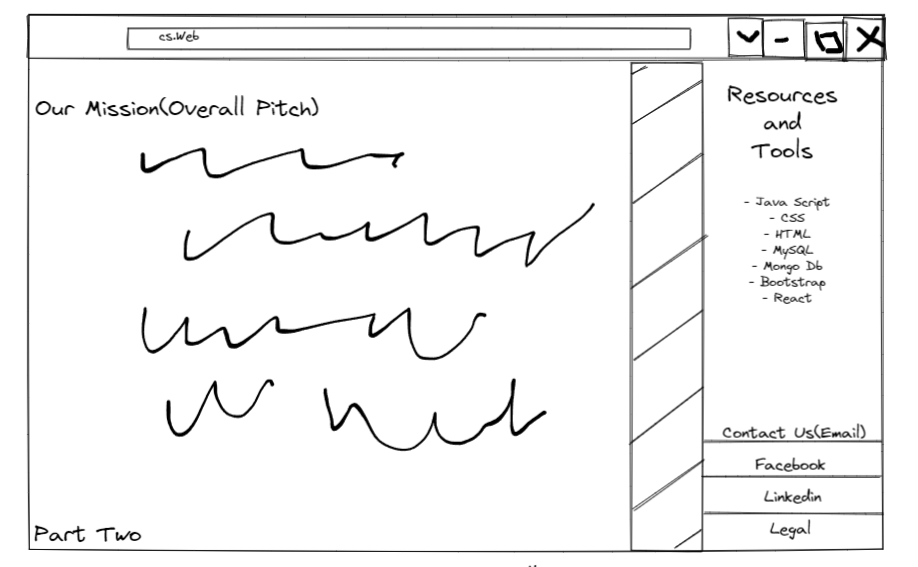 cs.Web
Our Mission(Overall Pitch)
Part Two
Resources
and
Tools
- Java Script
- CSS
- HTML
- MySQL
- Mongo Db
- Bootstrap
- React
Contact Us(Email)
Facebook
Linkedin
Legal